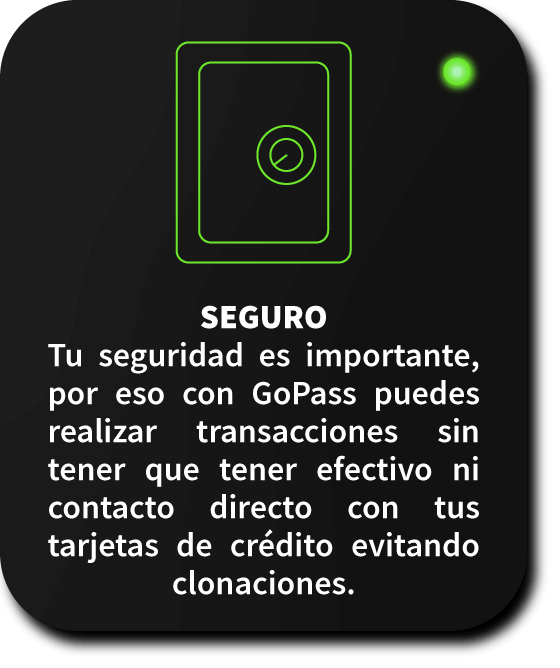 SEGURO
Tu seguridad es importante,
por eso con GoPass puedes
realizar transacciones sin
tener que tener efectivo ni
contacto directo con tus
tarjetas de crédito evitando
clonaciones.